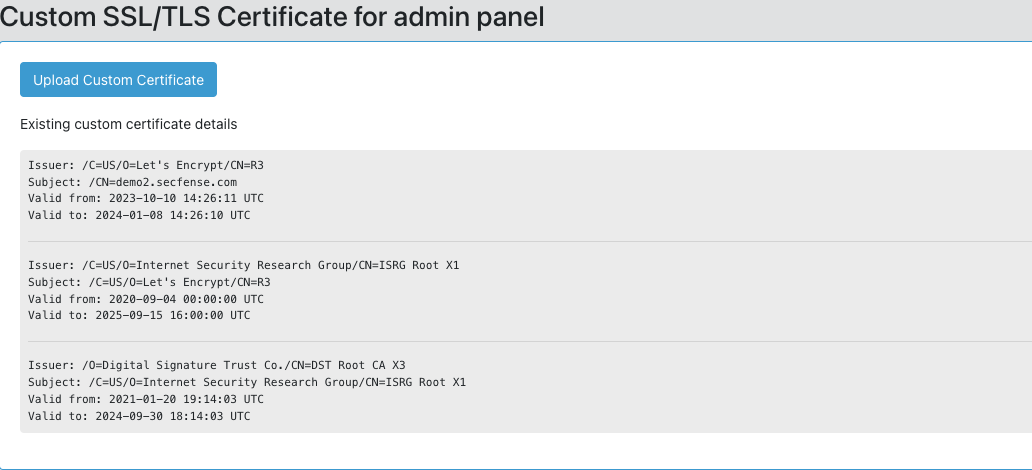 Custom SSL/TLS Certificate for admin panel
Upload Custom Certificate
Existing custom certificate details
Issuer: /C=US/O=Let's Encrypt/CN=R3
Subject: /CN=demo2.secfense.com
Valid from: 2023-10-10 14:26:11 UTC
Valid to: 2024-01-08 14:26:10 UTC
Issuer: /C=US/O=Internet Security Research Group/CN=ISRG Root X1
Subject: /C=US/O=Let's Encrypt/CN=R3
Valid from: 2020-09-04 00:00:00 UTC
Valid to: 2025-09-15 16:00:00 UTC
Issuer: /O=Digital Signature Trust Co./CN=DST Root CA X3
Subject: /C=US/O=Internet Security Research Group/CN=ISRG Root X1
Valid from: 2021-01-20 19:14:03 UTC
Valid to: 2024-09-30 18:14:03 UTC